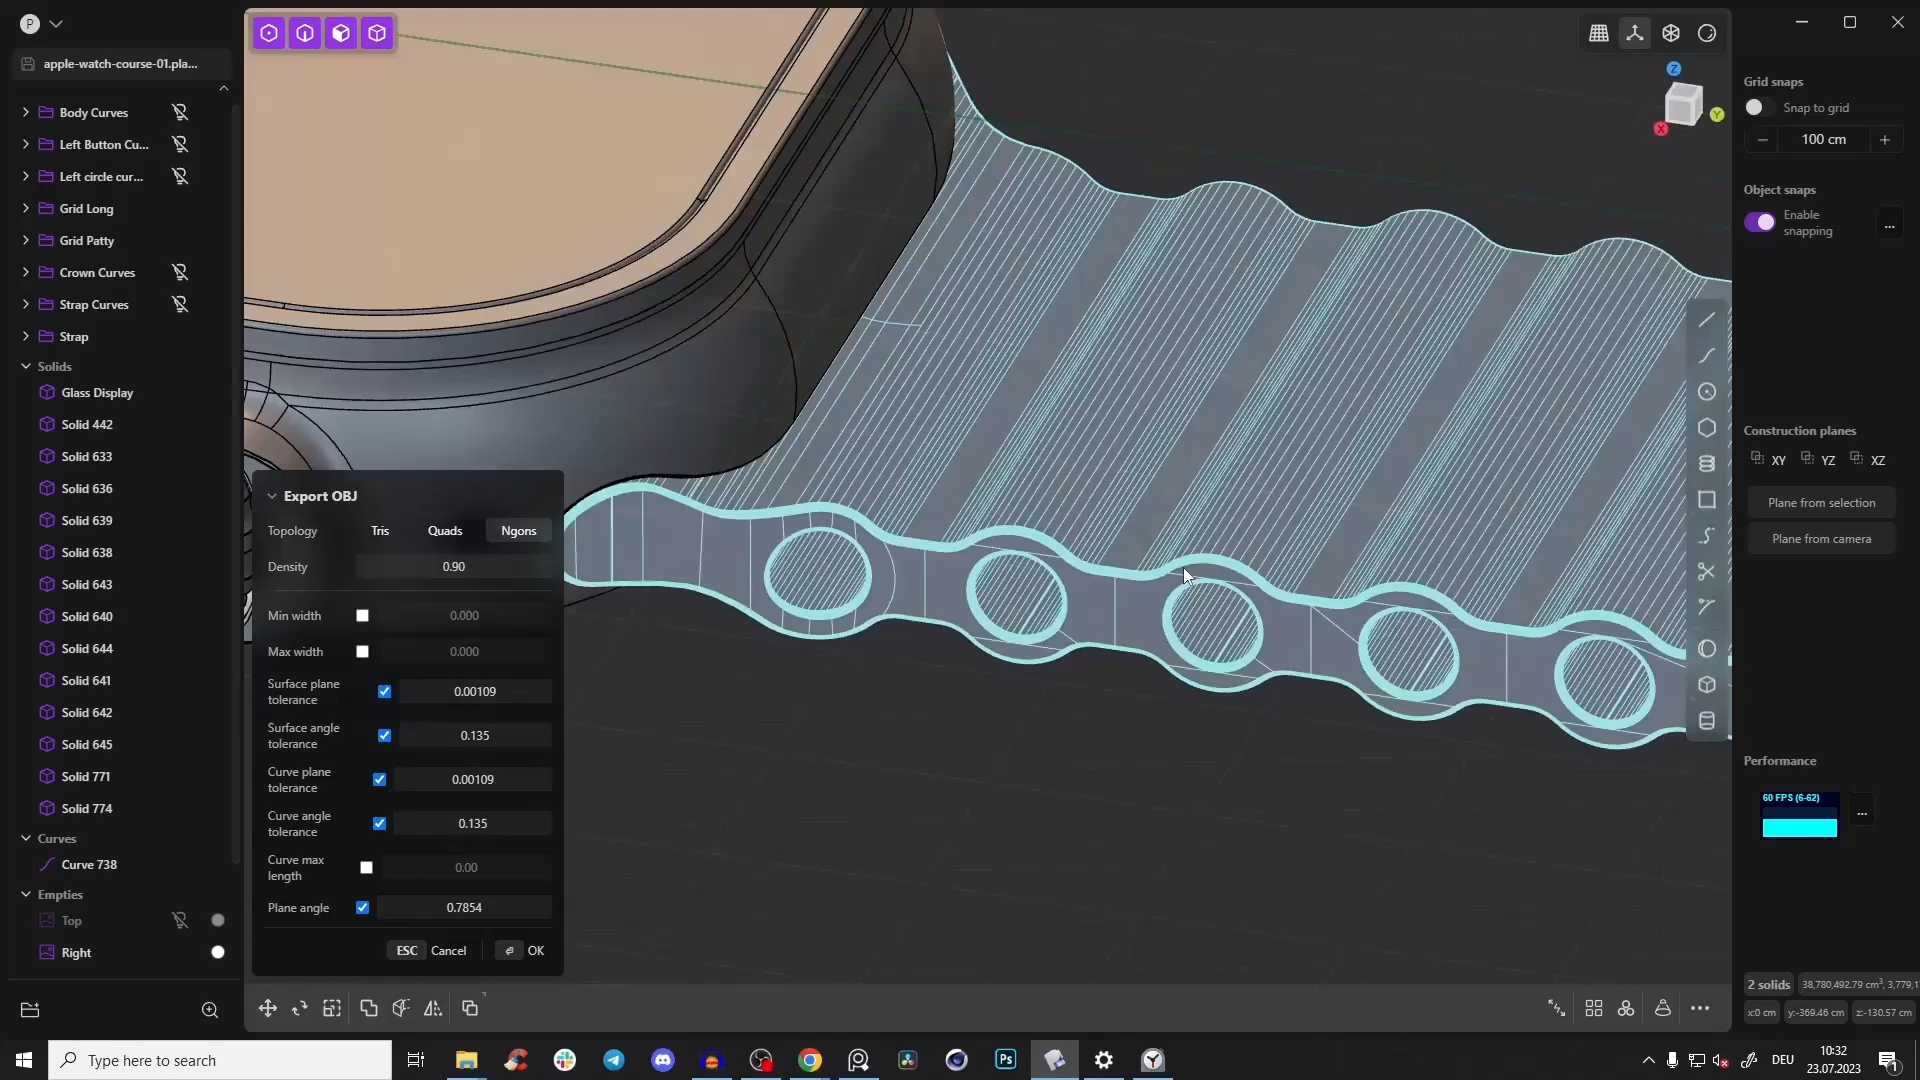 P
apple-watch-course-01.pla...
Body Curves
Left Button Cu...
Left circle cur...
Grid Long
Grid Patty
Crown Curves
Strap Curves
Strap
Solids
Glass Display
Solid 442
Solid 633
Solid 636
Solid 639
Solid 638
Solid 643
Solid 640
Solid 644
Solid 641
Solid 642
Solid 645
Solid 771
Solid 774
Curves
Curve 738
Empties
Top
Right
Export OBJ
Topology Tris Quads Ngons
Density 0.90
Min width 0.000
Max width 0.000
Surface plane tolerance 0.00109
Surface angle tolerance 0.135
Curve plane tolerance 0.00109
Curve angle tolerance 0.135
Curve max length 0.00
Plane angle 0.7854
ESC Cancel OK
Z
Y
X
Grid snaps
Snap to grid
100 cm
Object snaps
Enable snapping
...
Construction planes
XY YZ XZ
Plane from selection
Plane from camera
Performance
60 FPS (6-62)
...
2 solids 38,780,492.79 cm³, 3,779,1
x:0 cm y:-369.46 cm z:-130.57 cm
Type here to search
Ps
DEU
10:32
23.07.2023
1